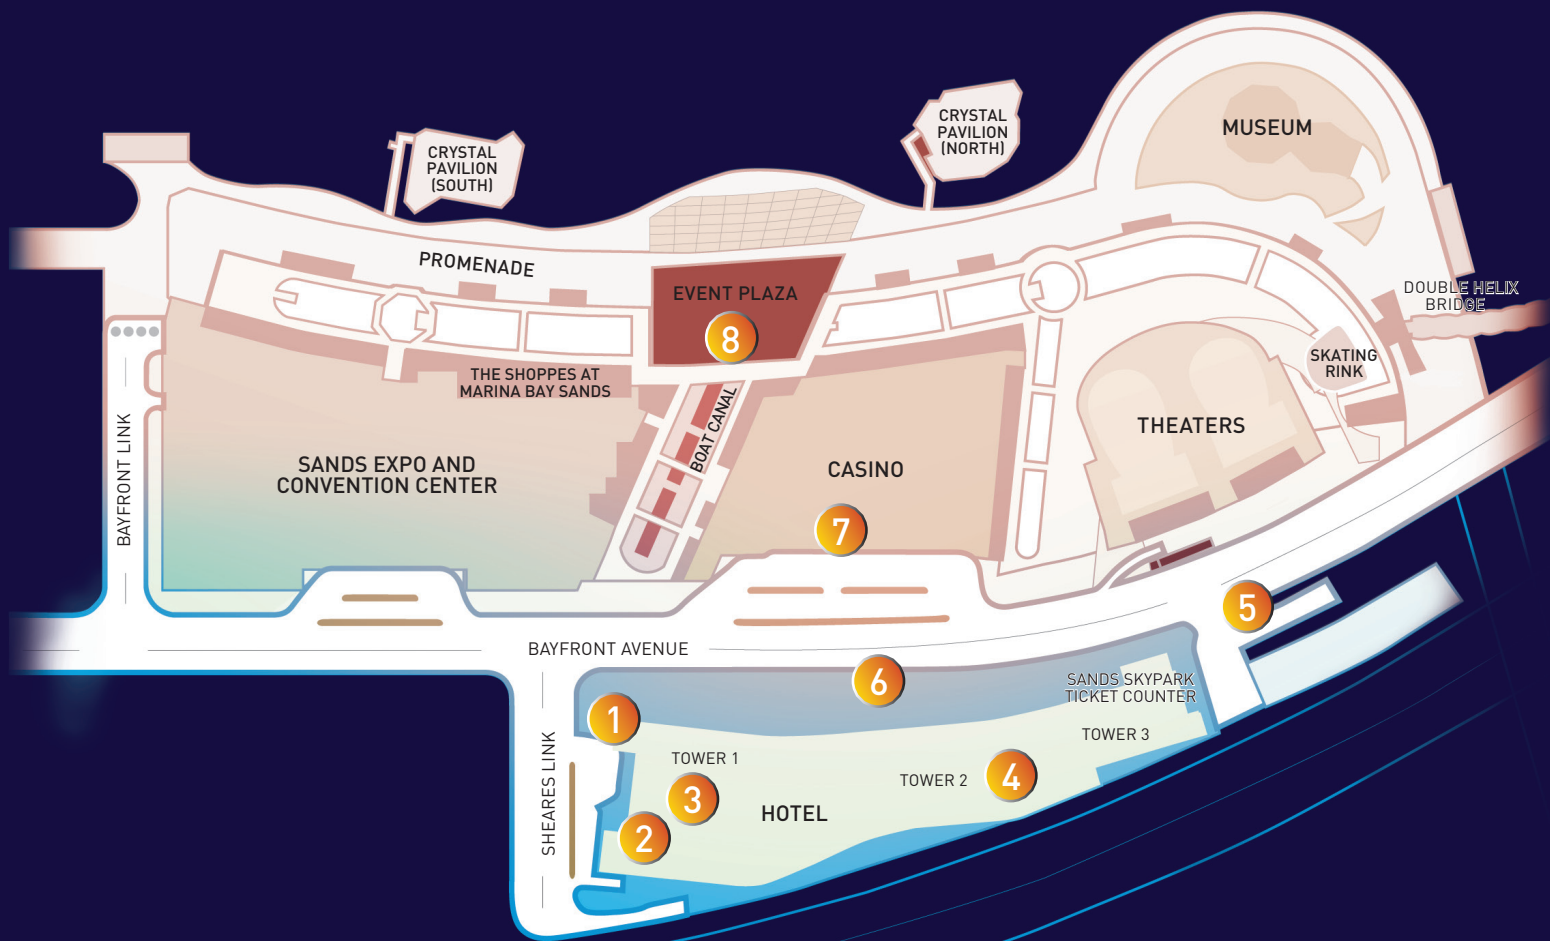 MUSEUM
CRYSTAL
PAVILION
(NORTH)
CRYSTAL
PAVILION
(SOUTH)
PROMENADE
EVENT PLAZA
8
DOUBLE HELIX
BRIDGE
SKATING
RINK
THE SHOPPES AT
MARINA BAY SANDS
BOAT CANAL
THEATERS
BAYFRONT LINK
SANDS EXPO AND
CONVENTION CENTER
CASINO
7
5
BAYFRONT AVENUE
6
SANDS SKYPARK
TICKET COUNTER
1
TOWER 3
SHEARES LINK
TOWER 1
TOWER 2
4
3
HOTEL
2